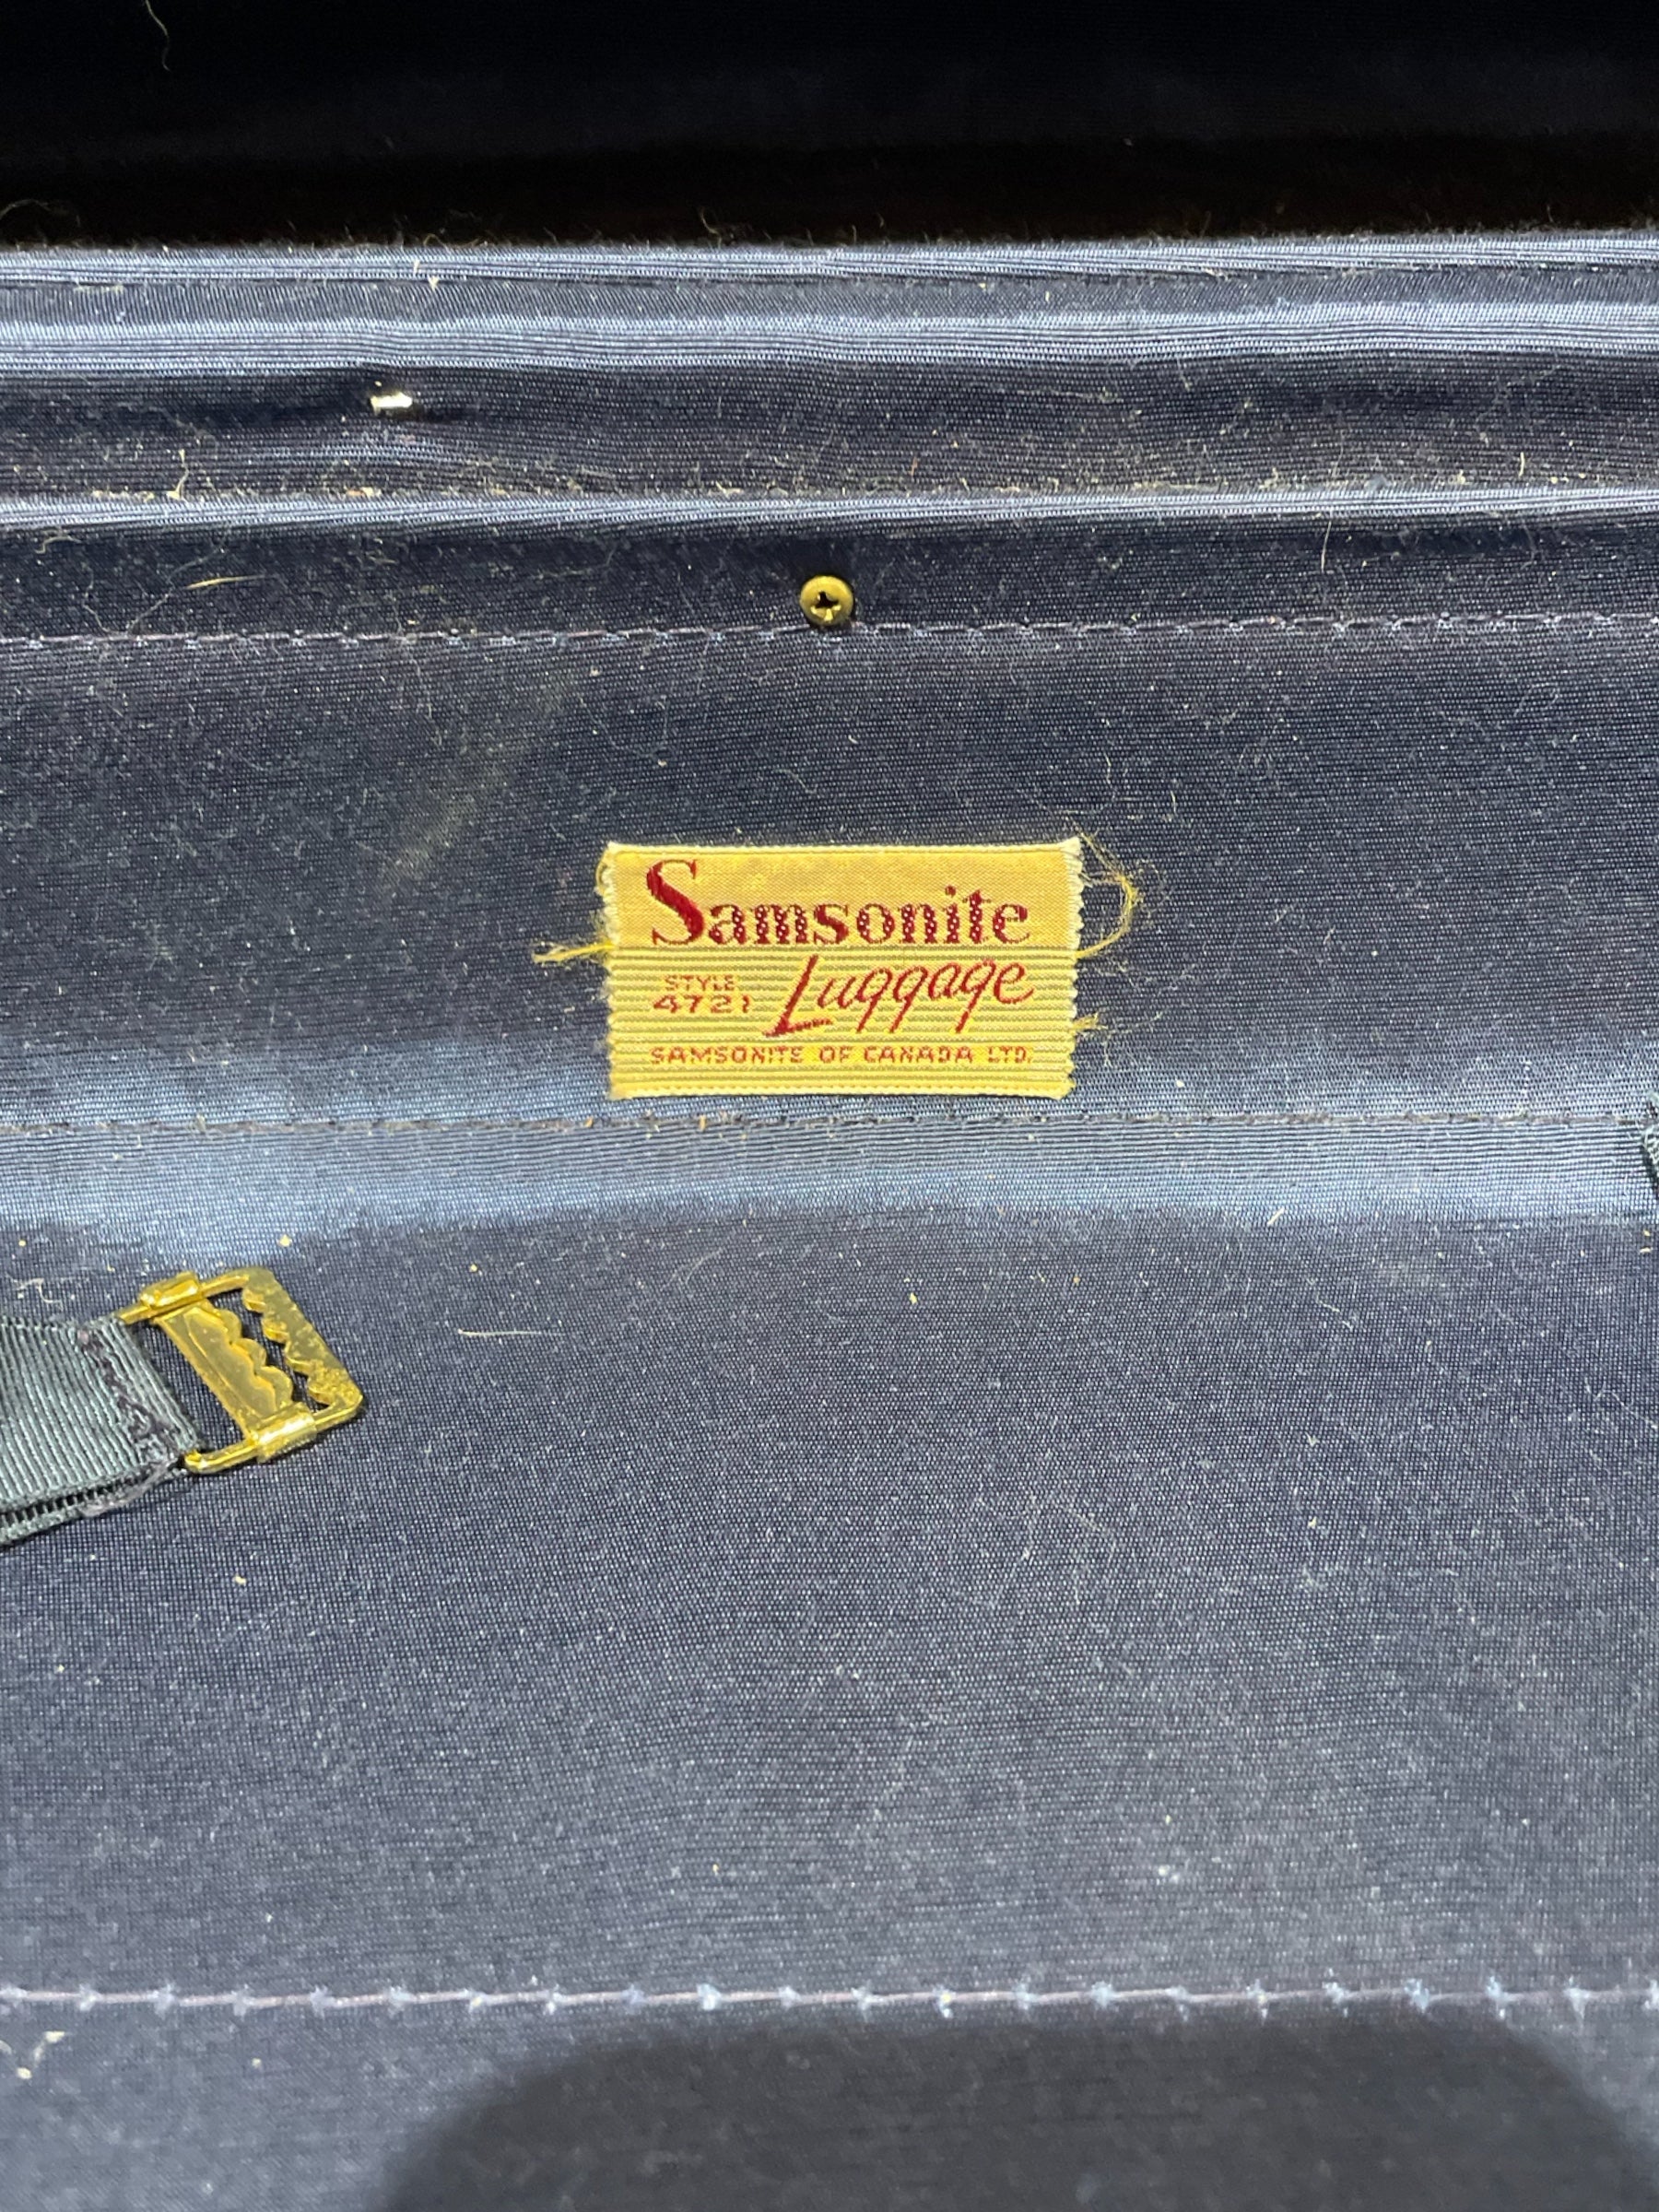 Samsonite
STYLE Luggage
4721
SAMSONITE OF CANADA LTD.